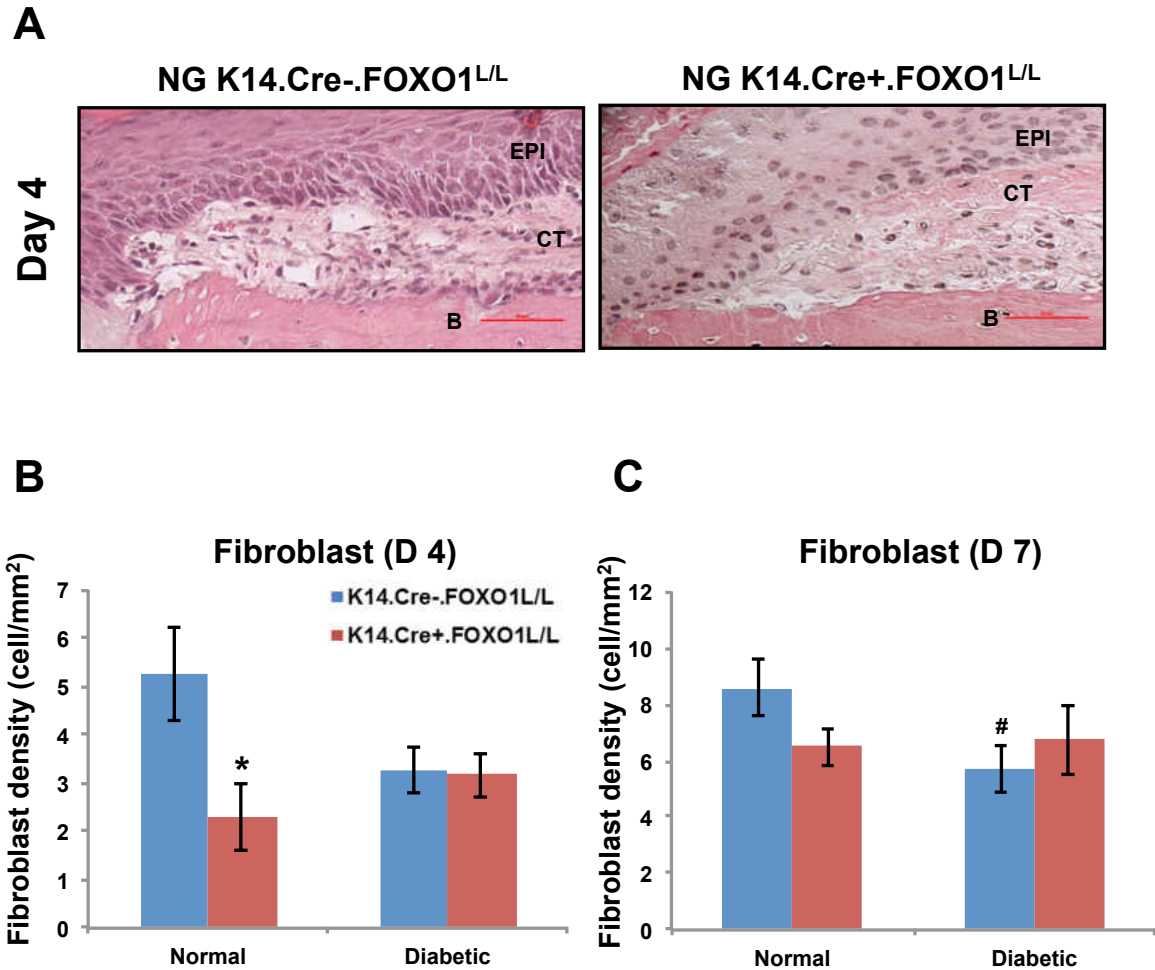 A
NG K14.Cre-.FOXO1L/L
NG K14.Cre+.FOXO1L/L
Day 4
EPI
CT
B
EPI
CT
B
B
Fibroblast (D 4)
Fibroblast density (cell/mm²)
7
6
5
4
3
2
1
0
K14.Cre-.FOXO1L/L
K14.Cre+.FOXO1L/L
*
Normal
Diabetic
C
Fibroblast (D 7)
Fibroblast density (cell/mm²)
12
10
8
6
4
2
0
#
Normal
Diabetic